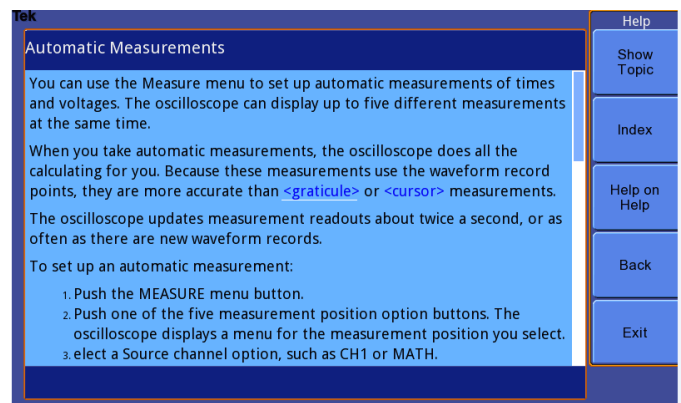 Tek
Automatic Measurements
You can use the Measure menu to set up automatic measurements of times
and voltages. The oscilloscope can display up to five different measurements
at the same time.
When you take automatic measurements, the oscilloscope does all the
calculating for you. Because these measurements use the waveform record
points, they are more accurate than <graticule> or <cursor> measurements.
The oscilloscope updates measurement readouts about twice a second, or as
often as there are new waveform records.
To set up an automatic measurement:
1. Push the MEASURE menu button.
2. Push one of the five measurement position option buttons. The
oscilloscope displays a menu for the measurement position you select.
3. elect a Source channel option, such as CH1 or MATH.
Help
Show
Topic
Index
Help on
Help
Back
Exit